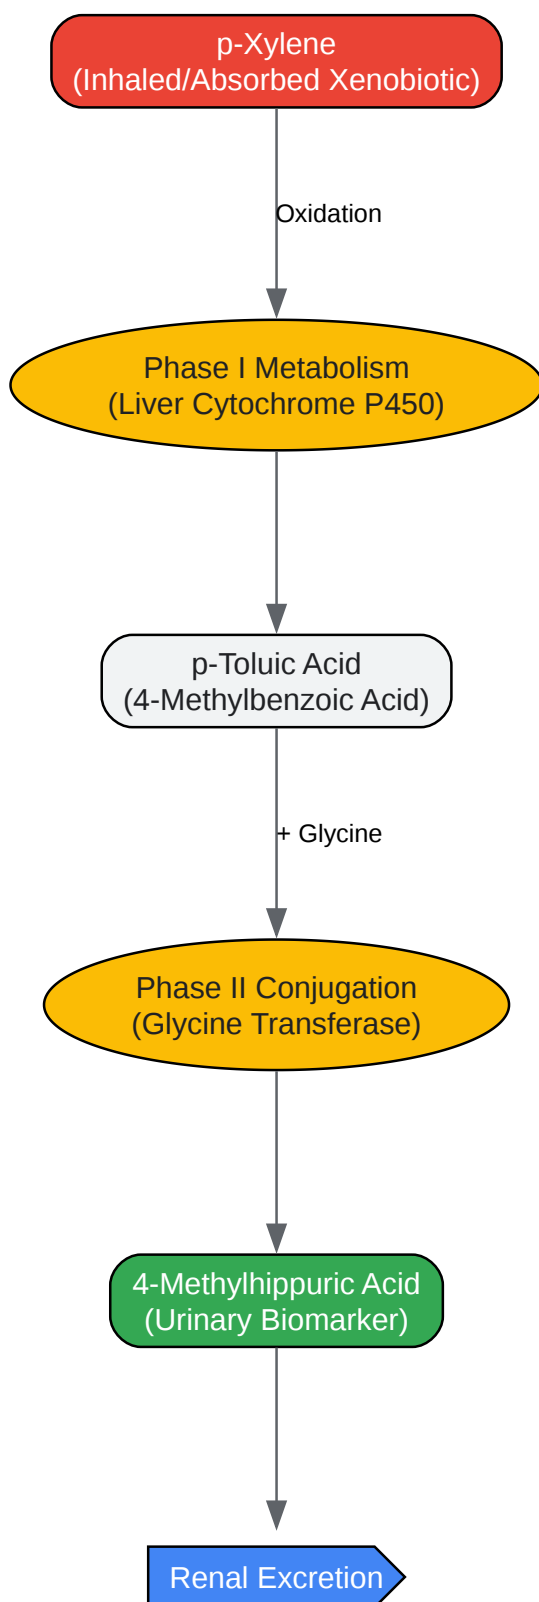 p-Xylene
(Inhaled/Absorbed Xenobiotic)
Oxidation
Phase I Metabolism
(Liver Cytochrome P450)
p-Toluic Acid
(4-Methylbenzoic Acid)
+ Glycine
Phase II Conjugation
(Glycine Transferase)
4-Methylhippuric Acid
(Urinary Biomarker)
Renal Excretion